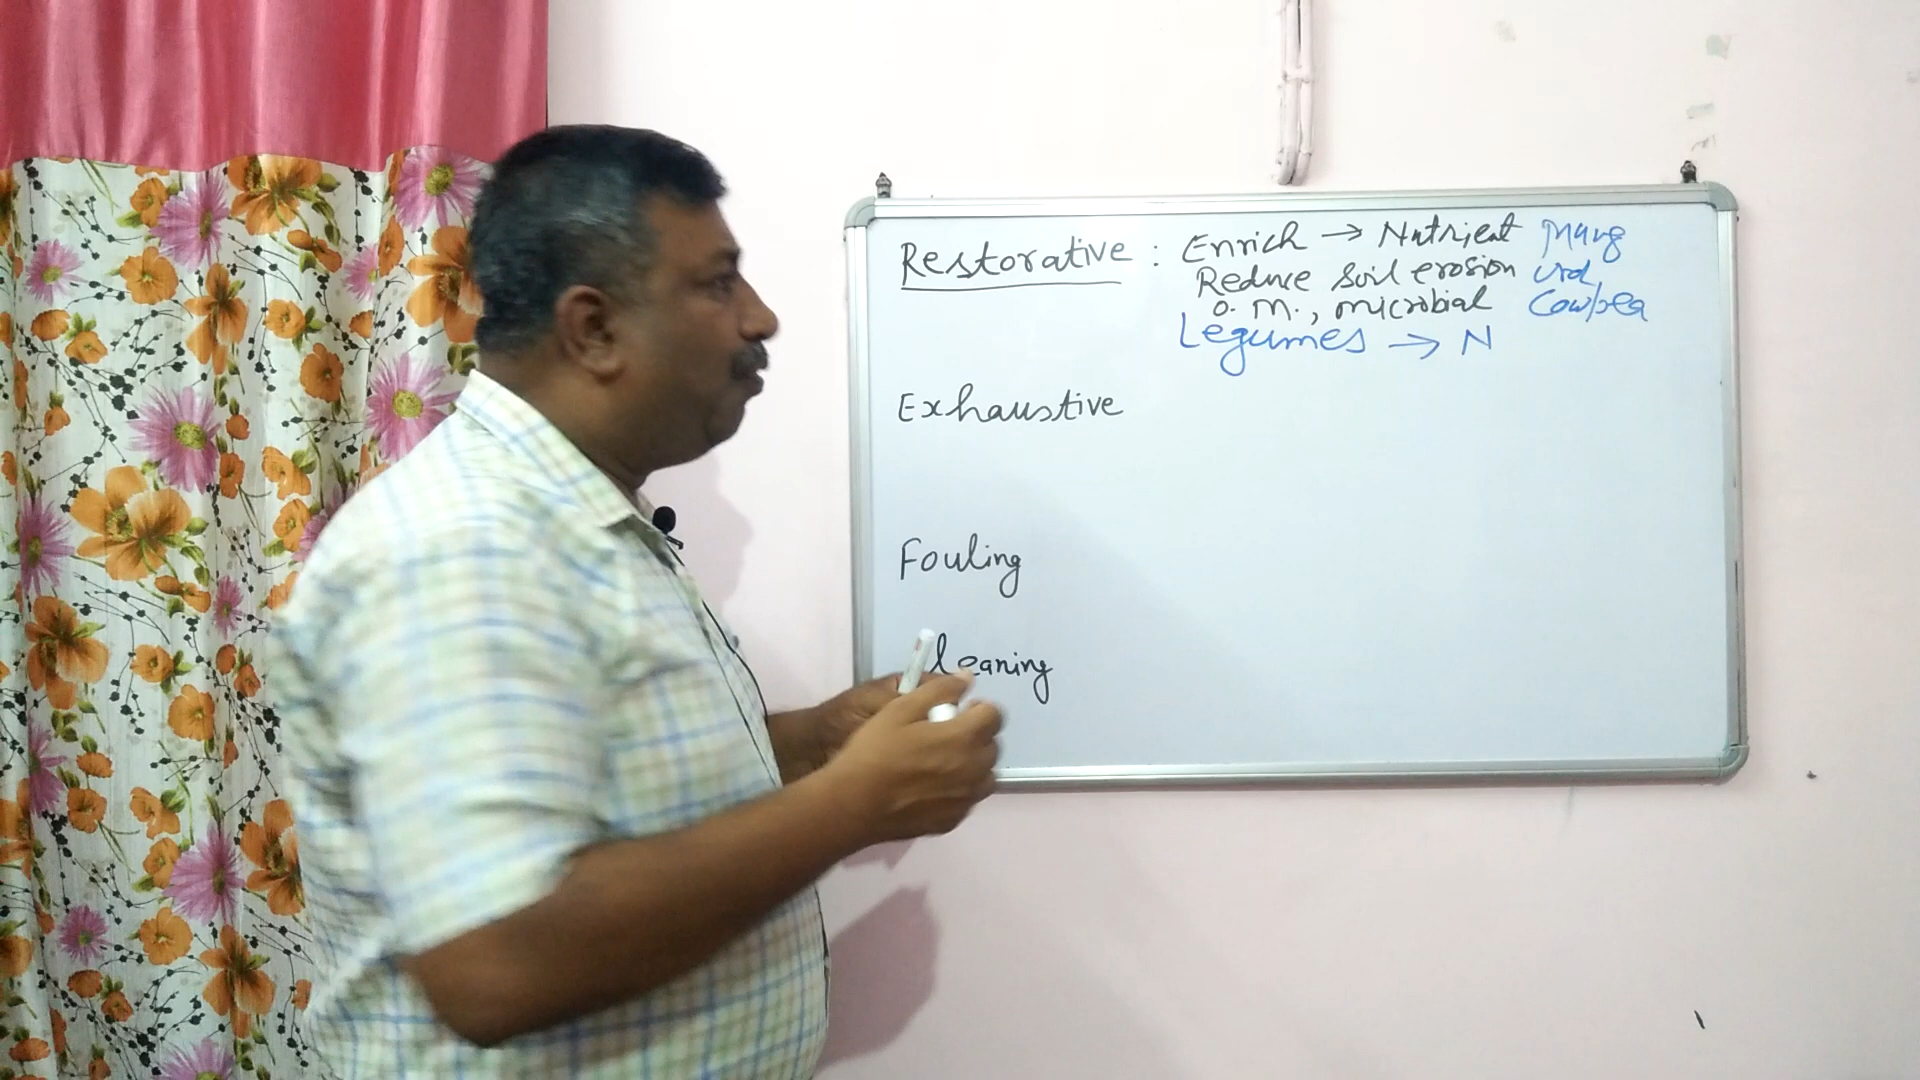 Restorative : Enrich → Nutrient Mung
Reduce soil erosion Urd
O.M., microbial Cowpea
Legumes → N
Exhaustive
Fouling
leaning